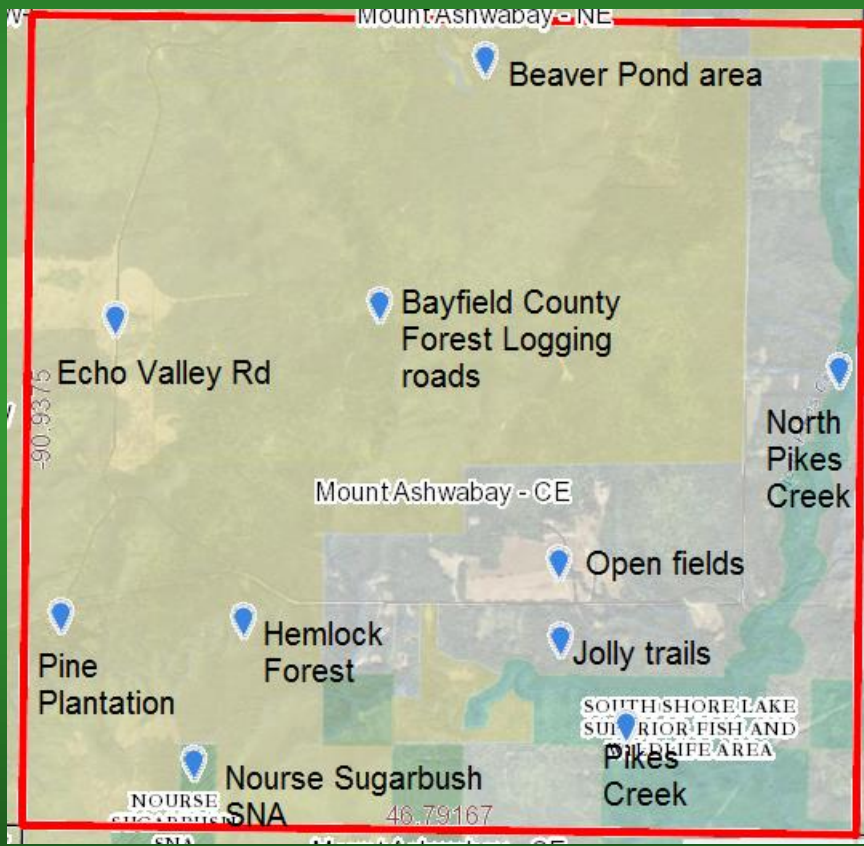 Mount Ashwabay - NE
Beaver Pond area
Bayfield County
Forest Logging
roads
Echo Valley Rd
-90.9375
North
Pikes
Creek
Mount Ashwabay - CE
Open fields
Hemlock
Forest
Jolly trails
Pine
Plantation
SOUTH SHORE LAKE
SUPERIOR FISH AND
WILDLIFE AREA
Pikes
Creek
Nourse Sugarbush
SNA
NOURSE
SUGARBUSH
SNA
46.79167